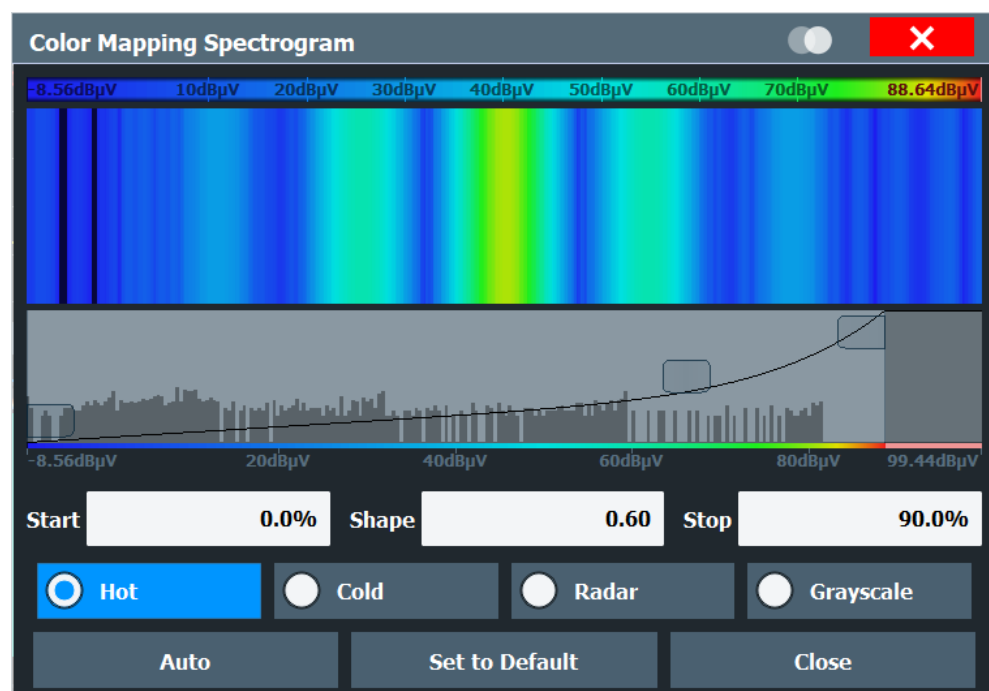 Color Mapping Spectrogram
-8.56dBµV 10dBµV 20dBµV 30dBµV 40dBµV 50dBµV 60dBµV 70dBµV 88.64dBµV
-8.56dBµV 20dBµV 40dBµV 60dBµV 80dBµV 99.44dBµV
Start 0.0% Shape 0.60 Stop 90.0%
Hot Cold Radar Grayscale
Auto Set to Default Close